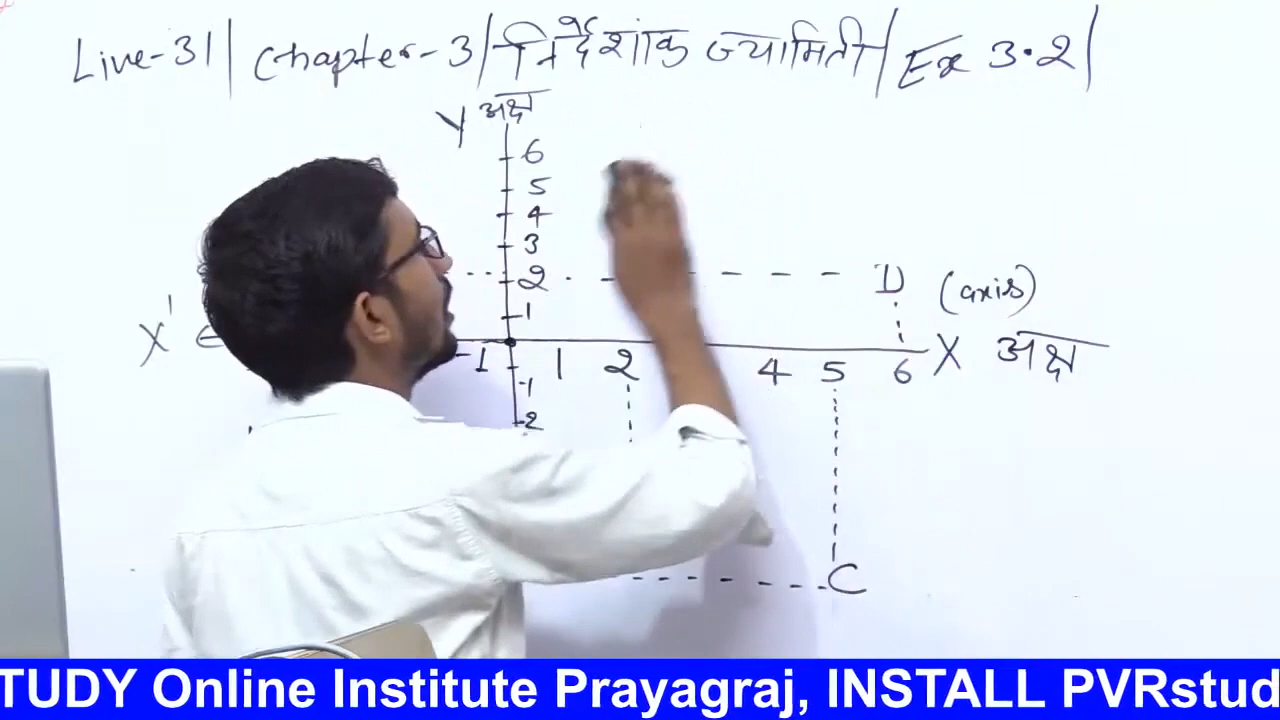 Live-31 | Chapter-3 | निर्देशांक ज्यामिती | Ex 3.2 |
Y अक्ष
6
5
4
3
2
1
D (axis)
X'
-1 1 2 4 5 6 X अक्ष
-1
-2
C
TUDY Online Institute Prayagraj, INSTALL PVRstud